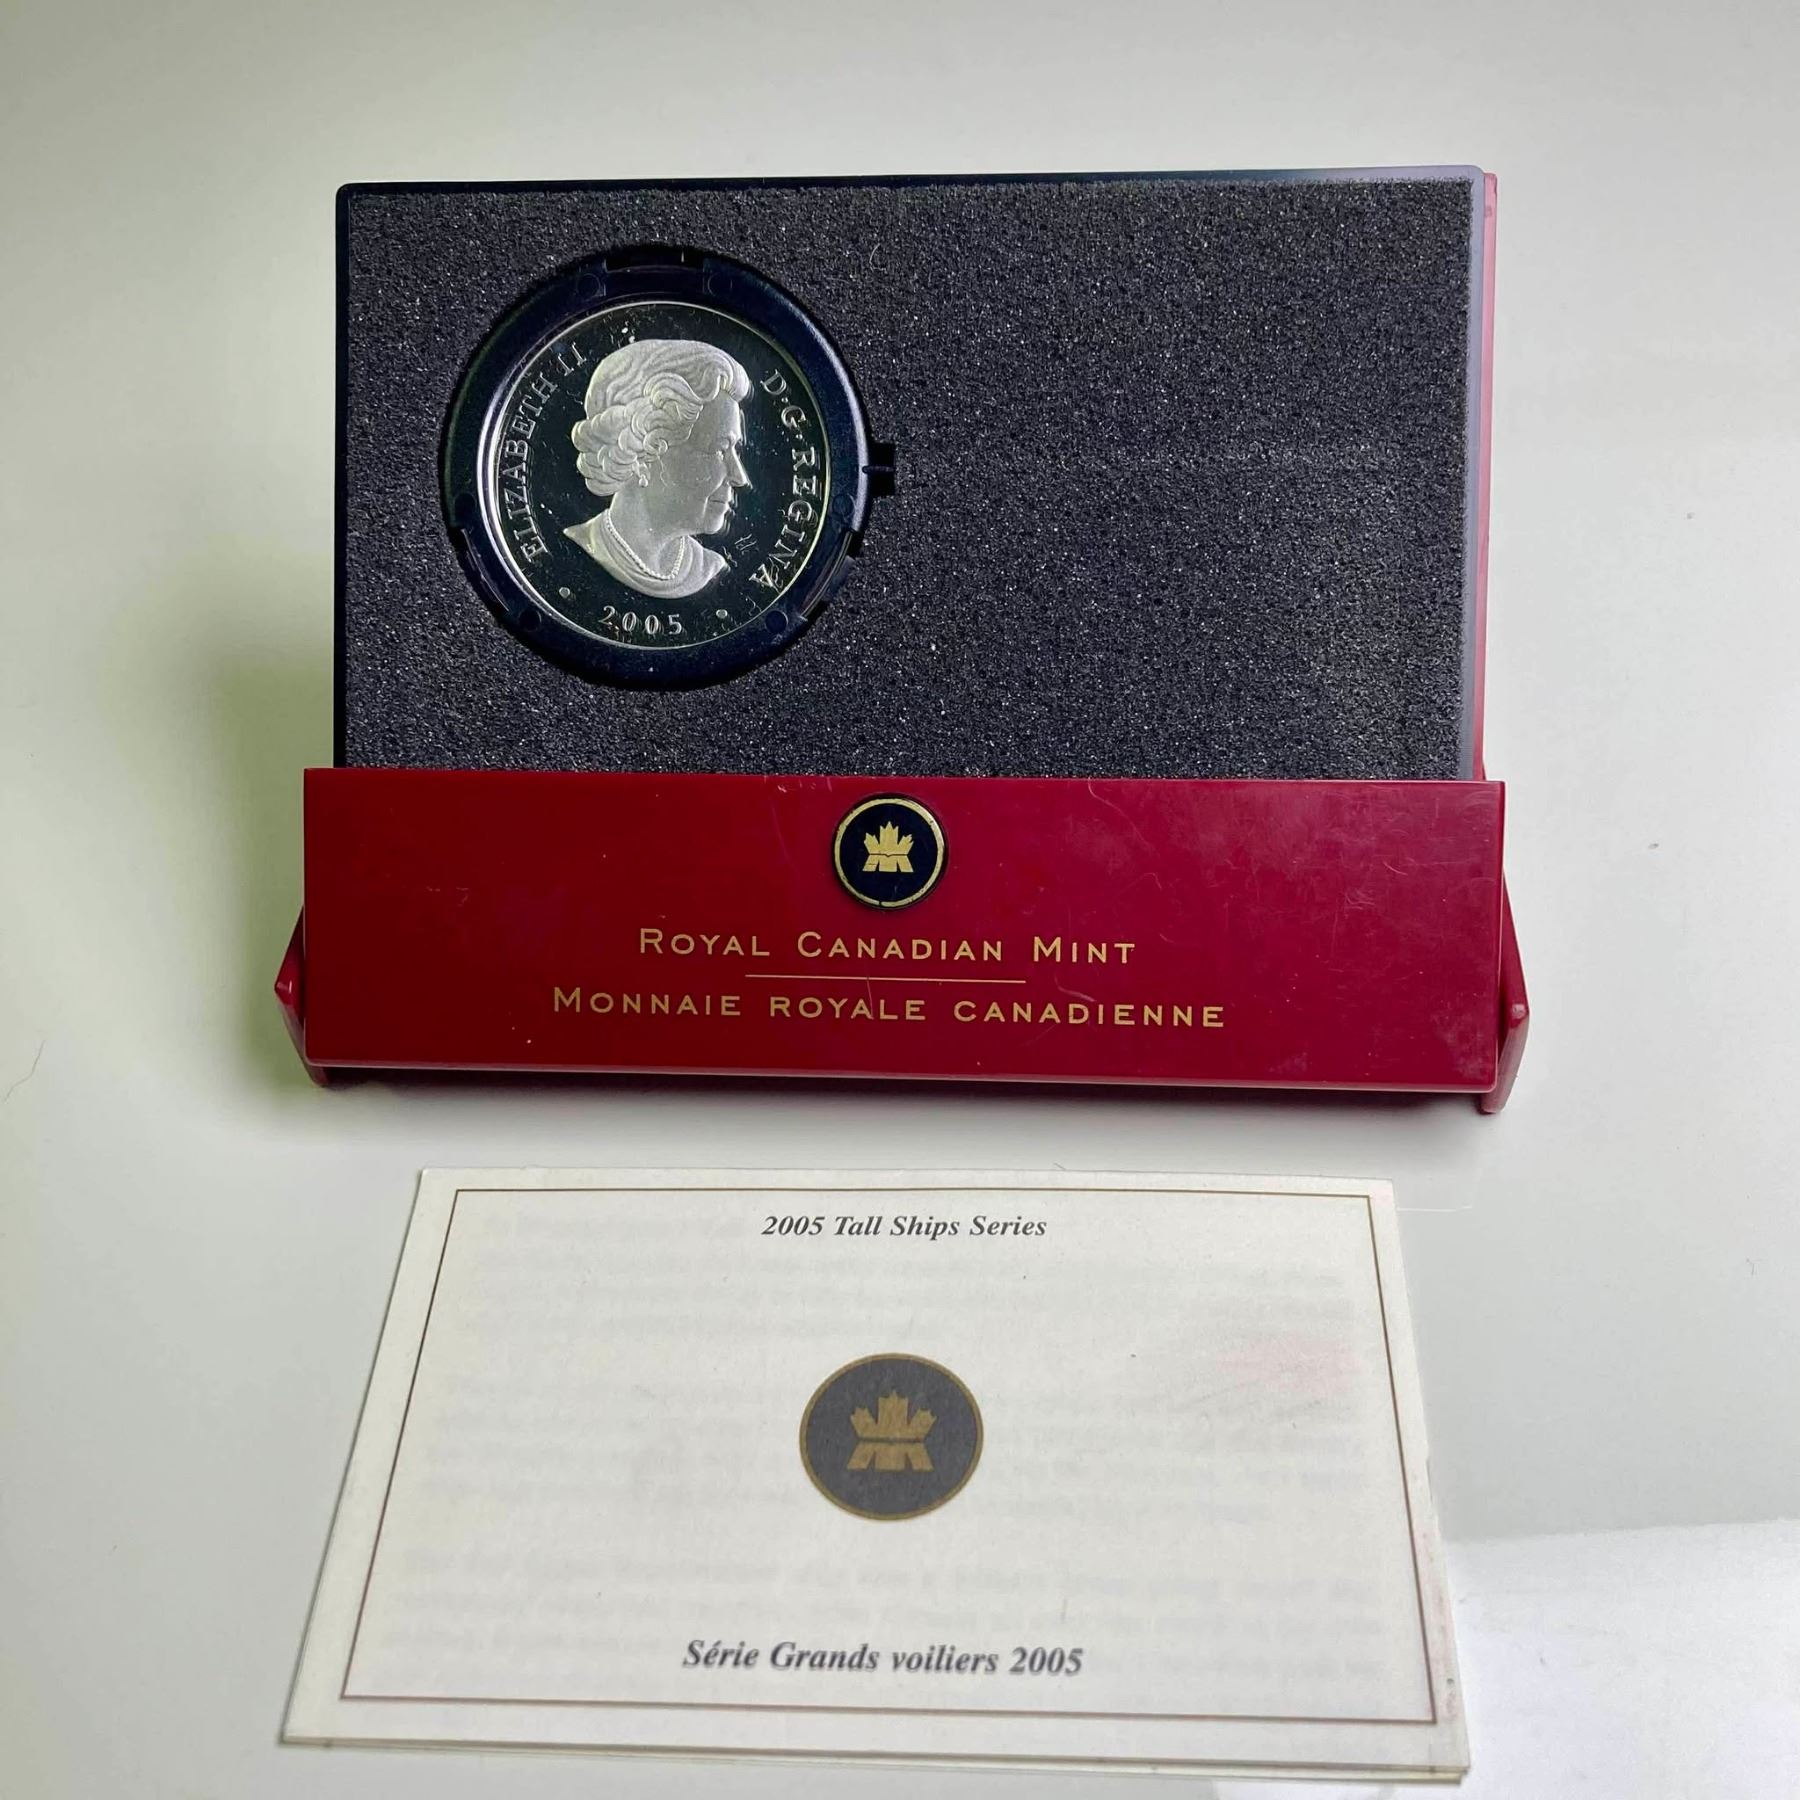 ELIZABETH II
D·G·REGINA
2005
ROYAL CANADIAN MINT
MONNAIE ROYALE CANADIENNE
2005 Tall Ships Series
Série Grands voiliers 2005